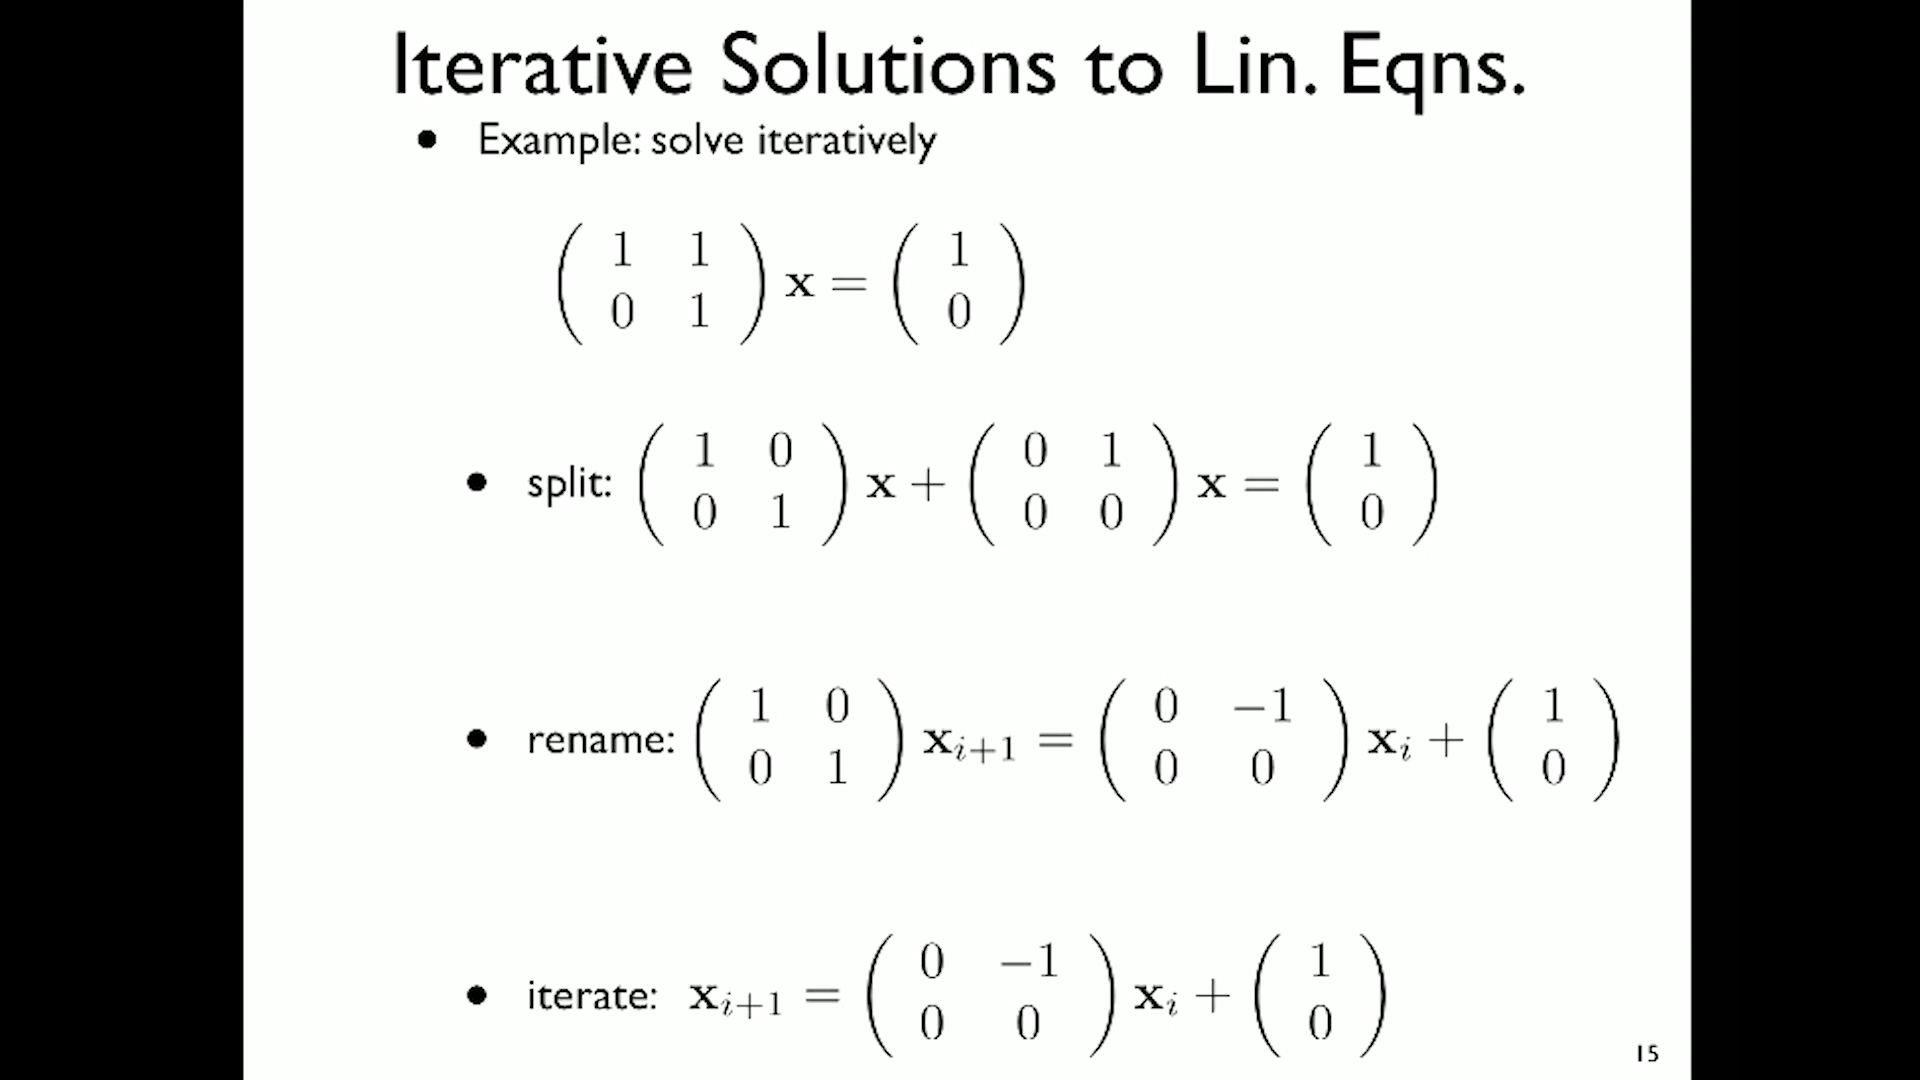 Iterative Solutions to Lin. Eqns.
• Example: solve iteratively
( 1 1 ; 0 1 ) x = ( 1 ; 0 )
• split: ( 1 0 ; 0 1 ) x + ( 0 1 ; 0 0 ) x = ( 1 ; 0 )
• rename: ( 1 0 ; 0 1 ) x_{i+1} = ( 0 −1 ; 0 0 ) x_i + ( 1 ; 0 )
• iterate: x_{i+1} = ( 0 −1 ; 0 0 ) x_i + ( 1 ; 0 )
15